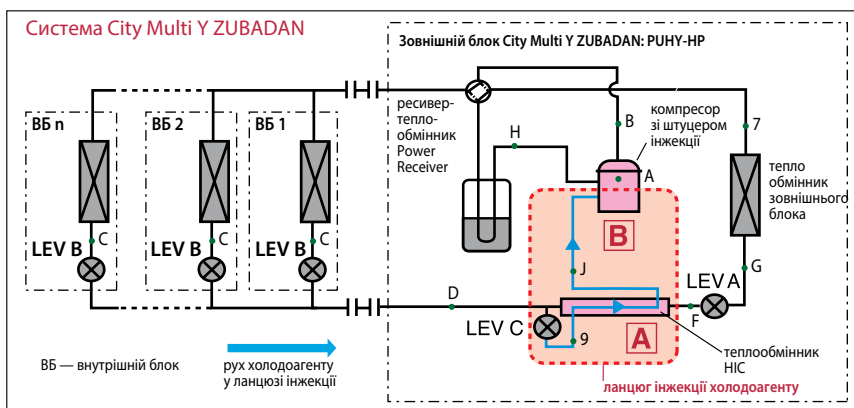 Система City Multi Y ZUBADAN
Зовнішній блок City Multi Y ZUBADAN: PUHY-HP
ВБ n
ВБ 2
ВБ 1
ресивер-
тепло-
обмінник
Power
Receiver
H
B
компресор
зі штуцером
інжекції
A
7
тепло
обмінник
зовнішнього
блока
C
C
C
LEV B
LEV B
LEV B
B
J
G
LEV A
D
F
LEV C
9
A
теплообмінник
HIC
ВБ — внутрішній блок
рух холодоагенту
у ланцюзі інжекції
ланцюг інжекції холодоагенту